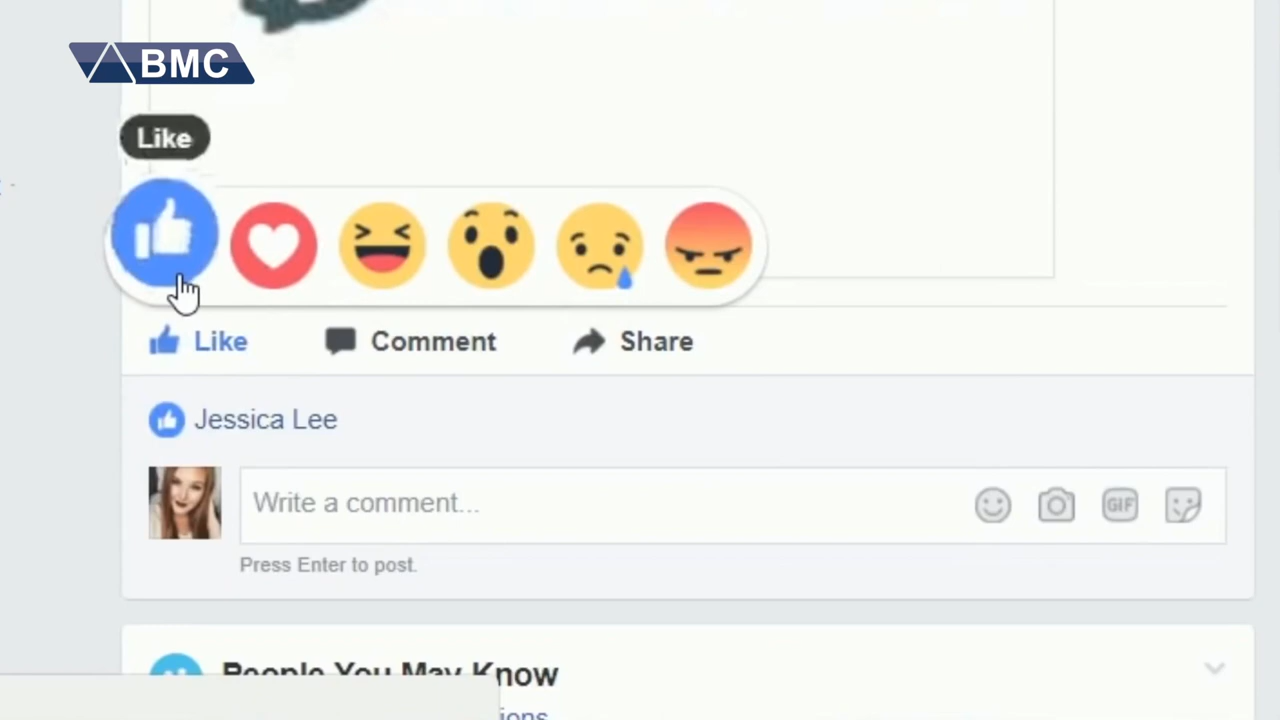 BMC
Like
Like Comment Share
Jessica Lee
Write a comment...
GIF
Press Enter to post.
People You May Know